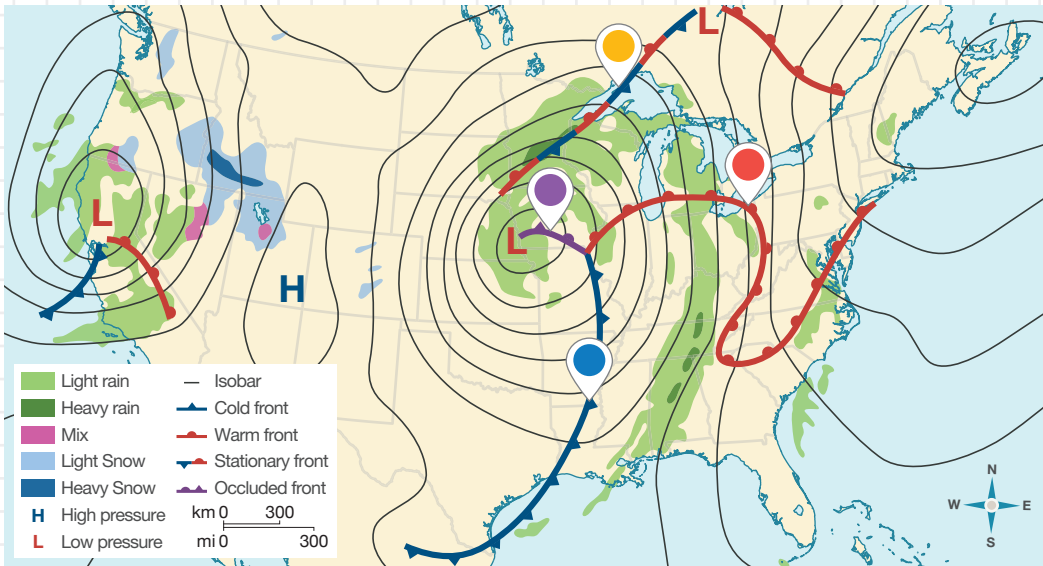 L
L
L
H
Light rain
Heavy rain
Mix
Light Snow
Heavy Snow
H High pressure
L Low pressure
Isobar
Cold front
Warm front
Stationary front
Occluded front
km 0 300
mi 0 300
N
W E
S